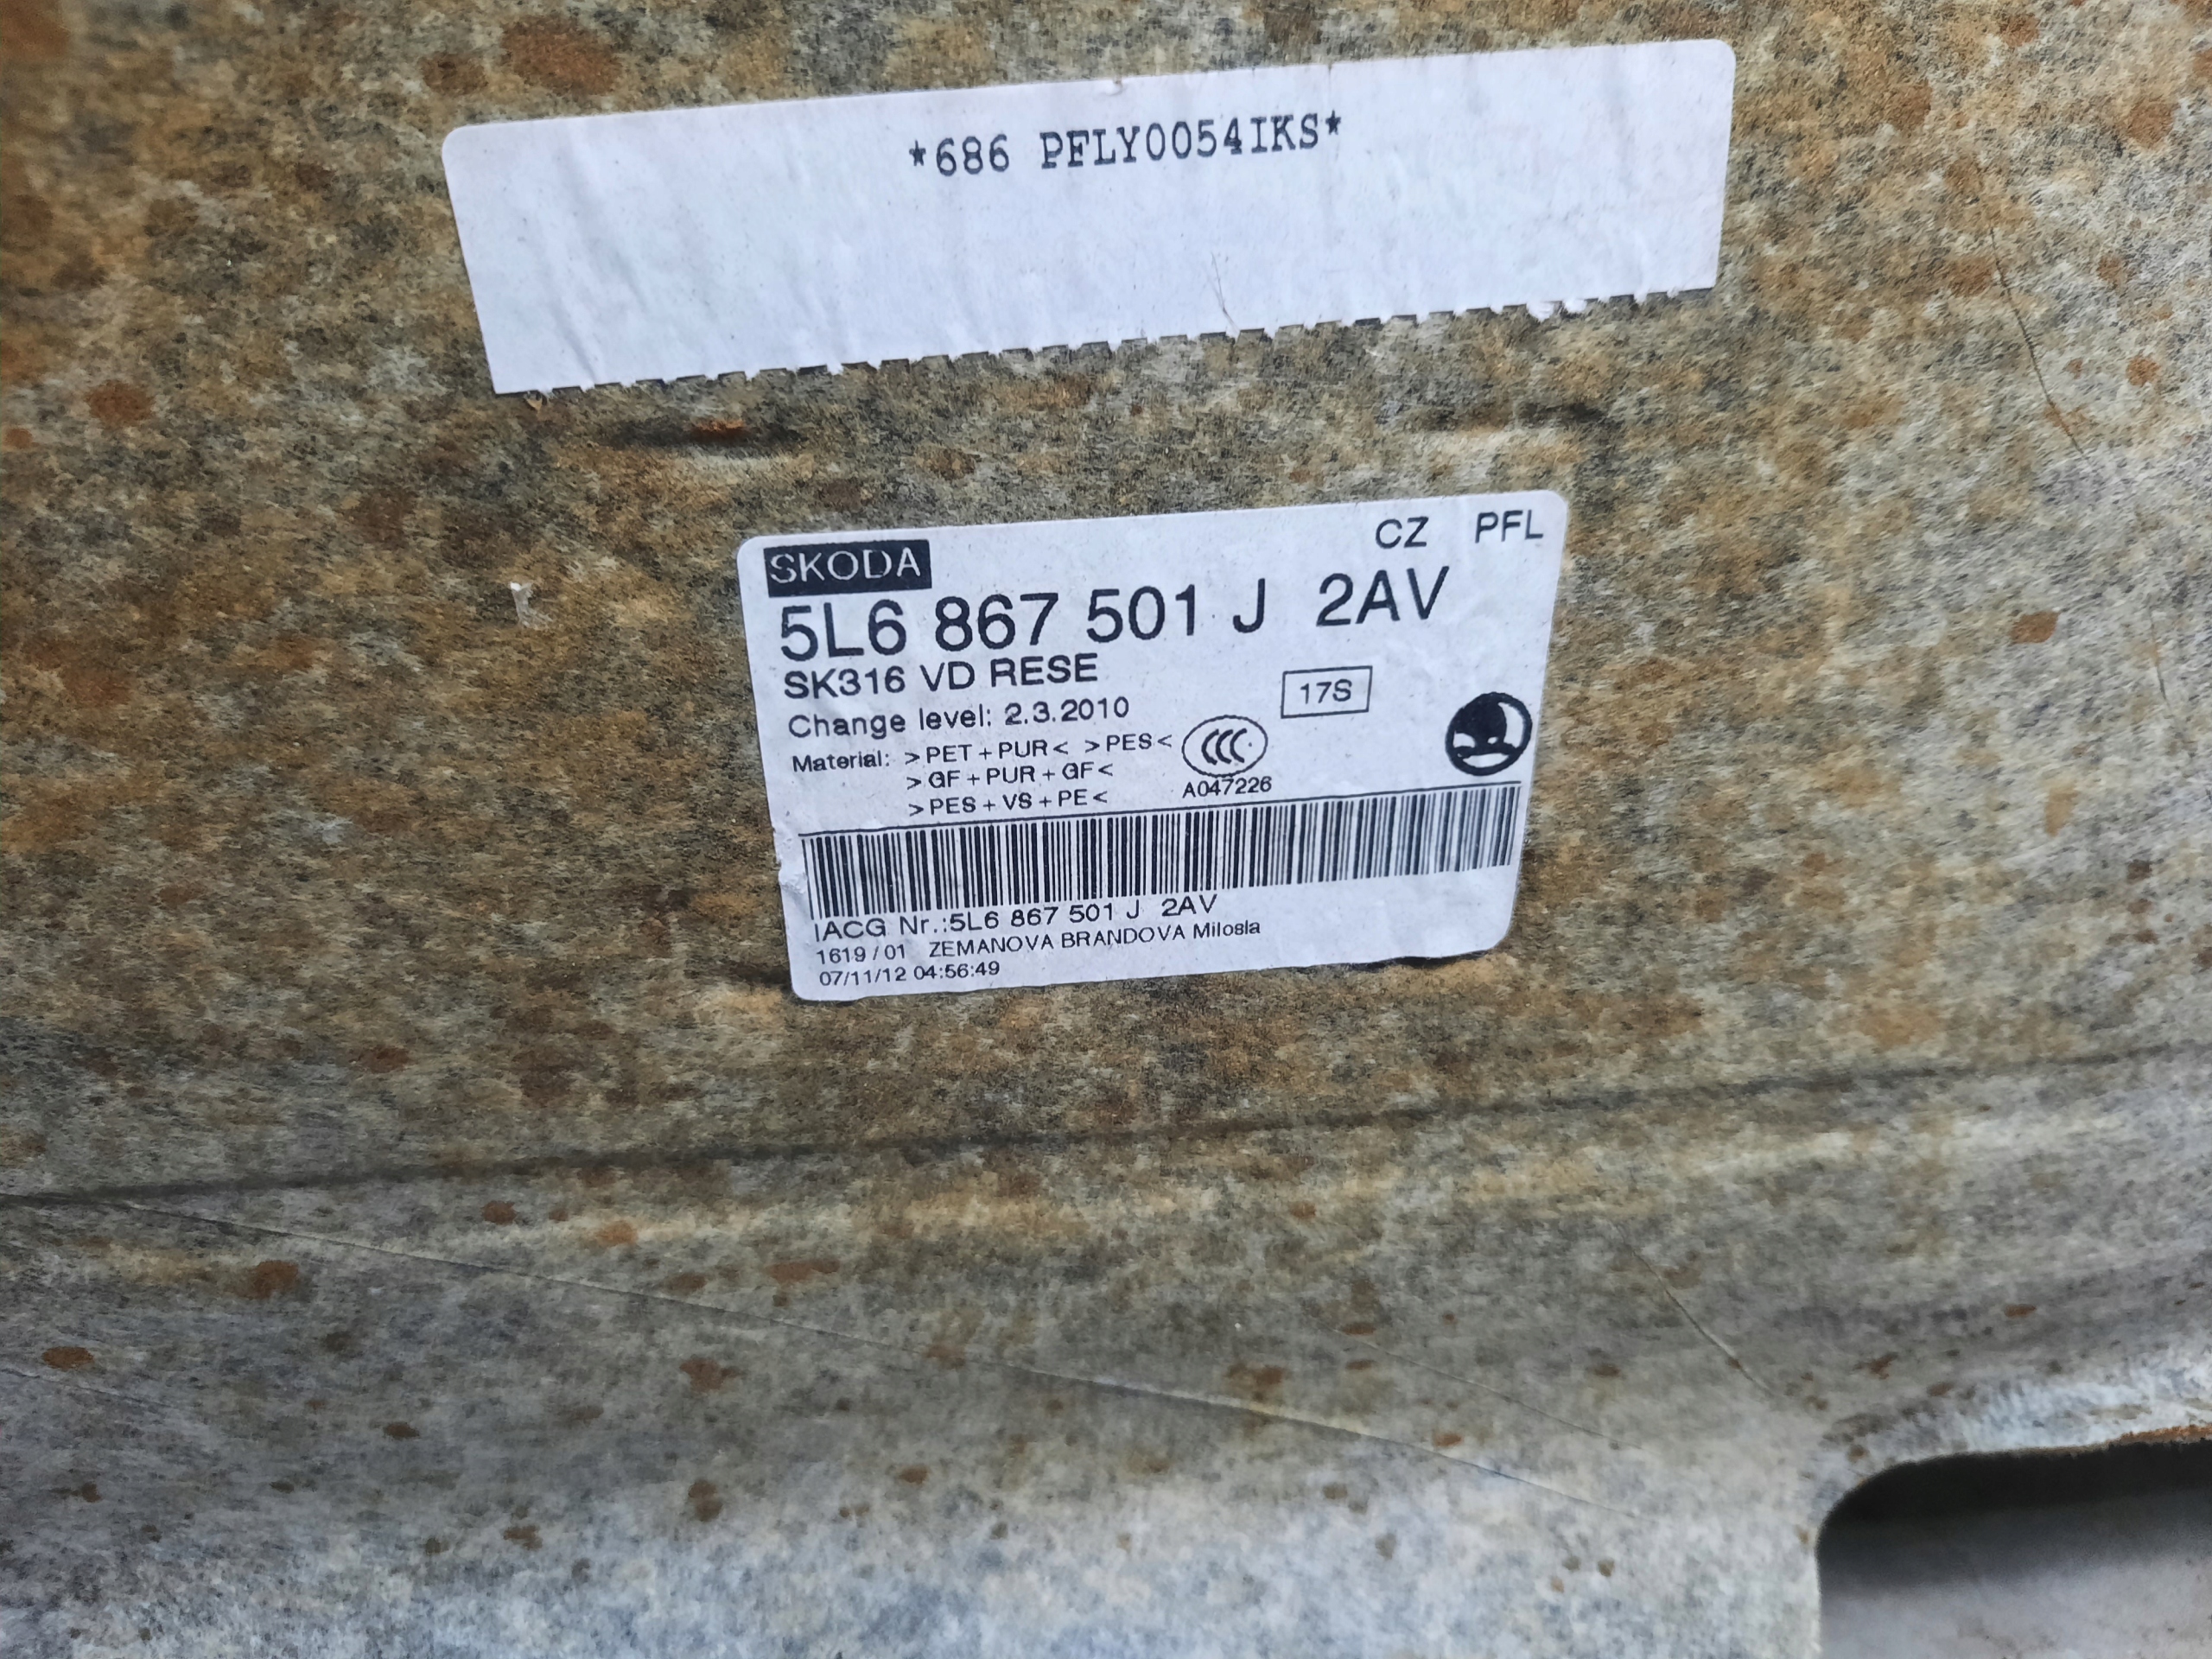 *686 PFLY0054IKS*
CZ PFL
SKODA
5L6 867 501 J 2AV
SK316 VD RESE
17S
Change level: 2.3.2010
Material: >PET+PUR< >PES<
>GF+PUR+GF<
>PES+VS+PE<
CCC
A047226
IACG Nr.:5L6 867 501 J 2AV
1619/01 ZEMANOVA BRANDOVA Milosla
07/11/12 04:56:49